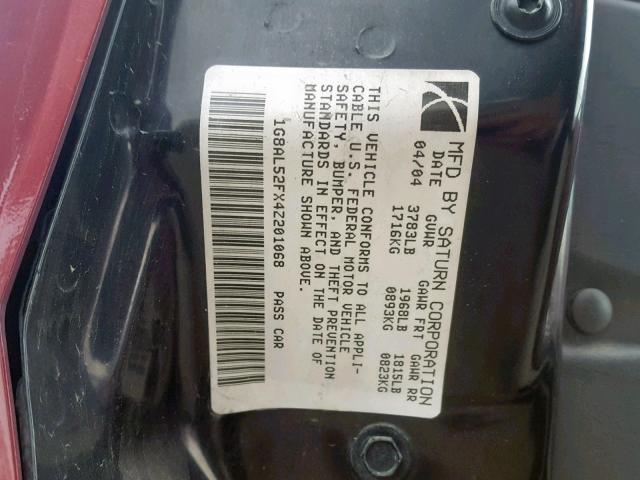 MFD BY SATURN CORPORATION
DATE GVWR GAWR FRT GAWR RR
04/04 3783LB 1968LB 1815LB
1716KG 0893KG 0823KG
THIS VEHICLE CONFORMS TO ALL APPLI-
CABLE U.S. FEDERAL MOTOR VEHICLE
SAFETY, BUMPER, AND THEFT PREVENTION
STANDARDS IN EFFECT ON THE DATE OF
MANUFACTURE SHOWN ABOVE.
1G8AL52FX4Z201068 PASS CAR